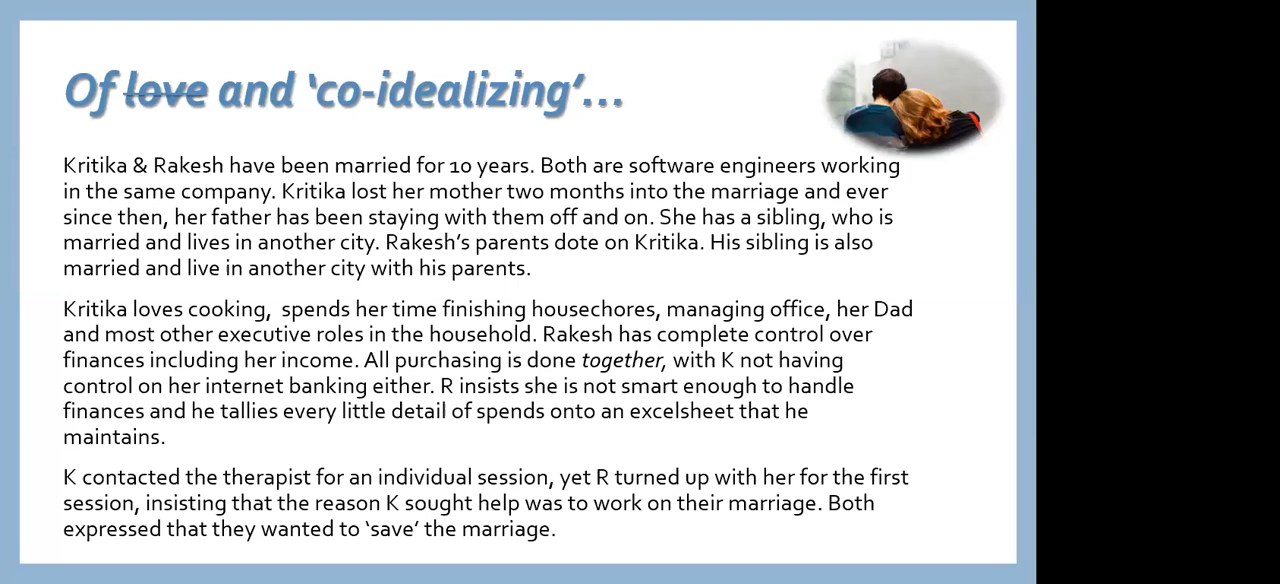 Of love and ‘co-idealizing’...
Kritika & Rakesh have been married for 10 years. Both are software engineers working
in the same company. Kritika lost her mother two months into the marriage and ever
since then, her father has been staying with them off and on. She has a sibling, who is
married and lives in another city. Rakesh’s parents dote on Kritika. His sibling is also
married and live in another city with his parents.
Kritika loves cooking,  spends her time finishing housechores, managing office, her Dad
and most other executive roles in the household. Rakesh has complete control over
finances including her income. All purchasing is done together, with K not having
control on her internet banking either. R insists she is not smart enough to handle
finances and he tallies every little detail of spends onto an excelsheet that he
maintains.
K contacted the therapist for an individual session, yet R turned up with her for the first
session, insisting that the reason K sought help was to work on their marriage. Both
expressed that they wanted to ‘save’ the marriage.